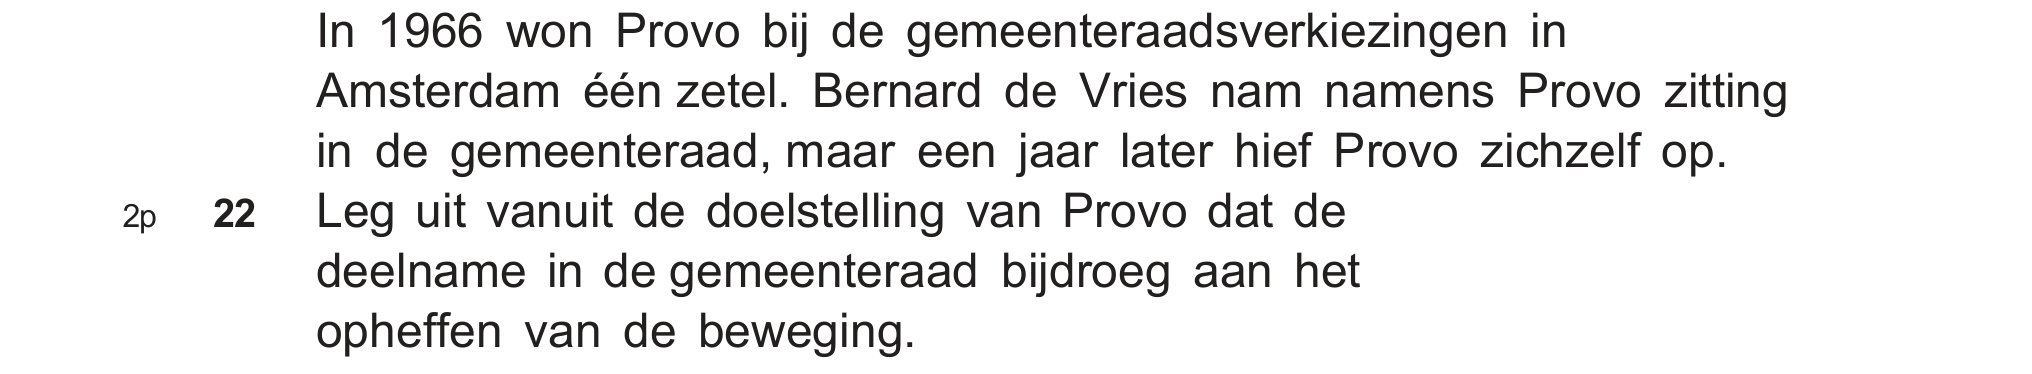 In 1966 won Provo bij de gemeenteraadsverkiezingen in
Amsterdam één zetel. Bernard de Vries nam namens Provo zitting
in de gemeenteraad, maar een jaar later hief Provo zichzelf op.
2p 22 Leg uit vanuit de doelstelling van Provo dat de
deelname in de gemeenteraad bijdroeg aan het
opheffen van de beweging.